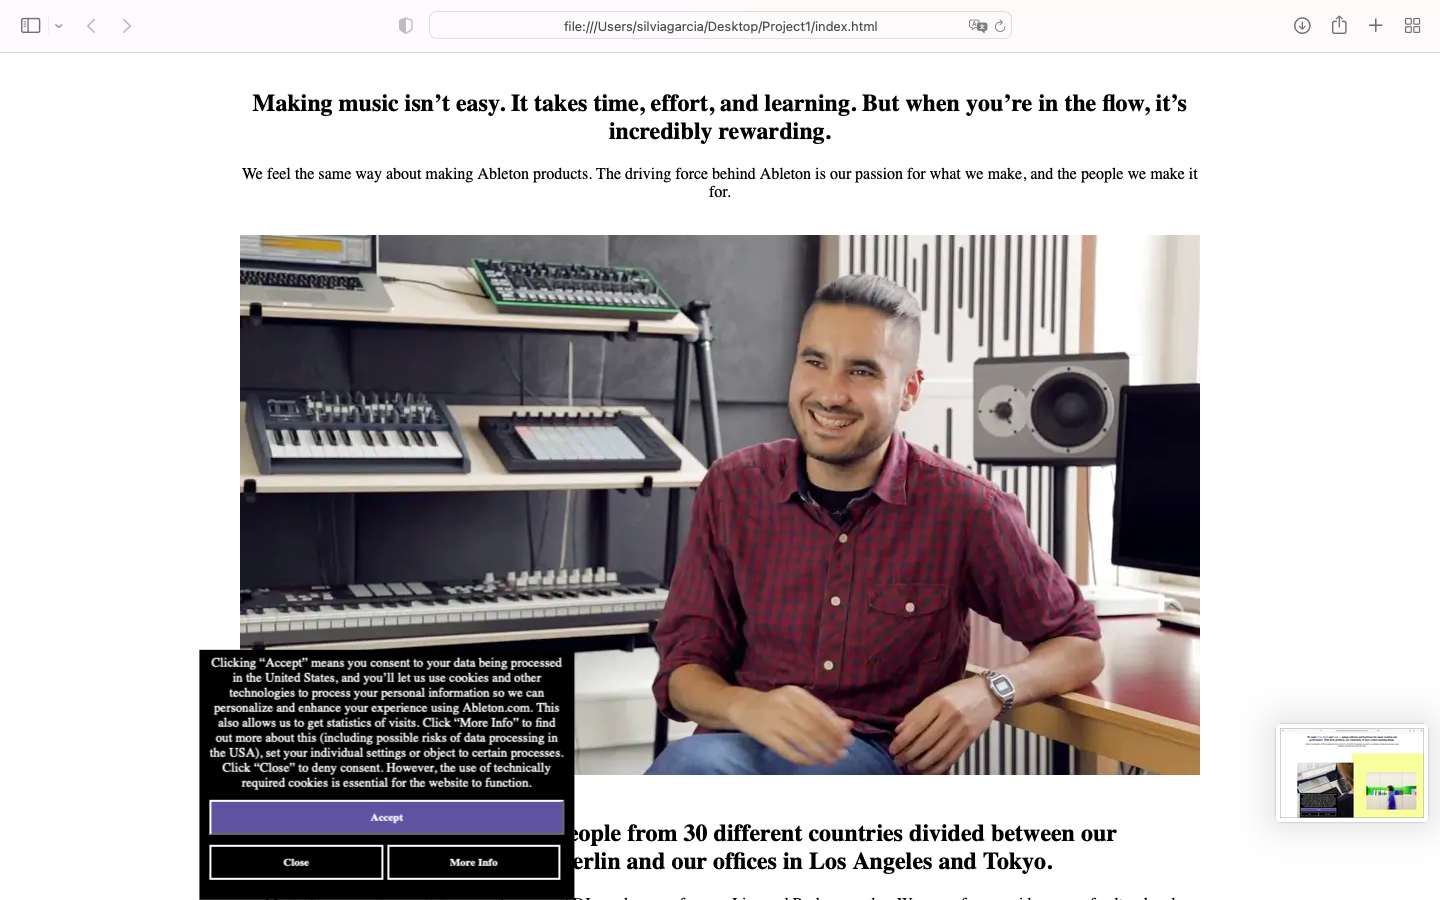 file:///Users/silviagarcia/Desktop/Project1/index.html
Making music isn’t easy. It takes time, effort, and learning. But when you’re in the flow, it’s
incredibly rewarding.
We feel the same way about making Ableton products. The driving force behind Ableton is our passion for what we make, and the people we make it
for.
Clicking “Accept” means you consent to your data being processed
in the United States, and you’ll let us use cookies and other
technologies to process your personal information so we can
personalize and enhance your experience using Ableton.com. This
also allows us to get statistics of visits. Click “More Info” to find
out more about this (including possible risks of data processing in
the USA), set your individual settings or object to certain processes.
Click “Close” to deny consent. However, the use of technically
required cookies is essential for the website to function.
Accept
Close
More Info
from 30 different countries divided between our
and our offices in Los Angeles and Tokyo.